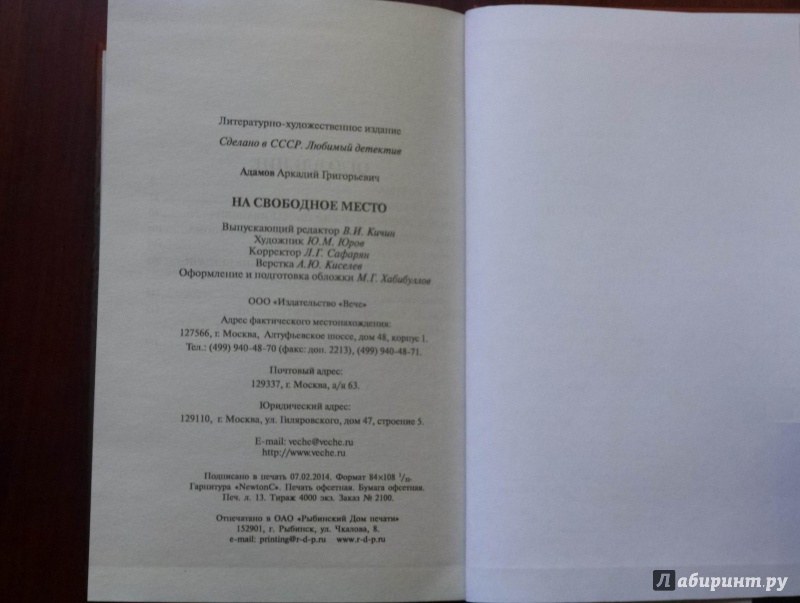 Литературно-художественное издание
Сделано в СССР. Любимый детектив
Адамов Аркадий Григорьевич
НА СВОБОДНОЕ МЕСТО
Выпускающий редактор В.И. Кичин
Художник Ю.М. Юров
Корректор Л.Г. Сафарян
Верстка А.Ю. Киселев
Оформление и подготовка обложки М.Г. Хабибуллов
ООО «Издательство «Вече»
Адрес фактического местонахождения:
127566, г. Москва, Алтуфьевское шоссе, дом 48, корпус 1.
Тел.: (499) 940-48-70 (факс: доп. 2213), (499) 940-48-71.
Почтовый адрес:
129337, г. Москва, а/я 63.
Юридический адрес:
129110, г. Москва, ул. Гиляровского, дом 47, строение 5.
E-mail: veche@veche.ru
http://www.veche.ru
Подписано в печать 07.02.2014. Формат 84×108 1/32.
Гарнитура «NewtonC». Печать офсетная. Бумага офсетная.
Печ. л. 13. Тираж 4000 экз. Заказ № 2100.
Отпечатано в ОАО «Рыбинский Дом печати»
152901, г. Рыбинск, ул. Чкалова, 8.
e-mail: printing@r-d-p.ru www.r-d-p.ru
Лабиринт.ру